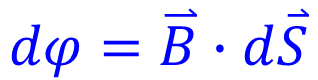 𝑑𝜑 = 𝐵⃗ ⋅ 𝑑𝑆⃗